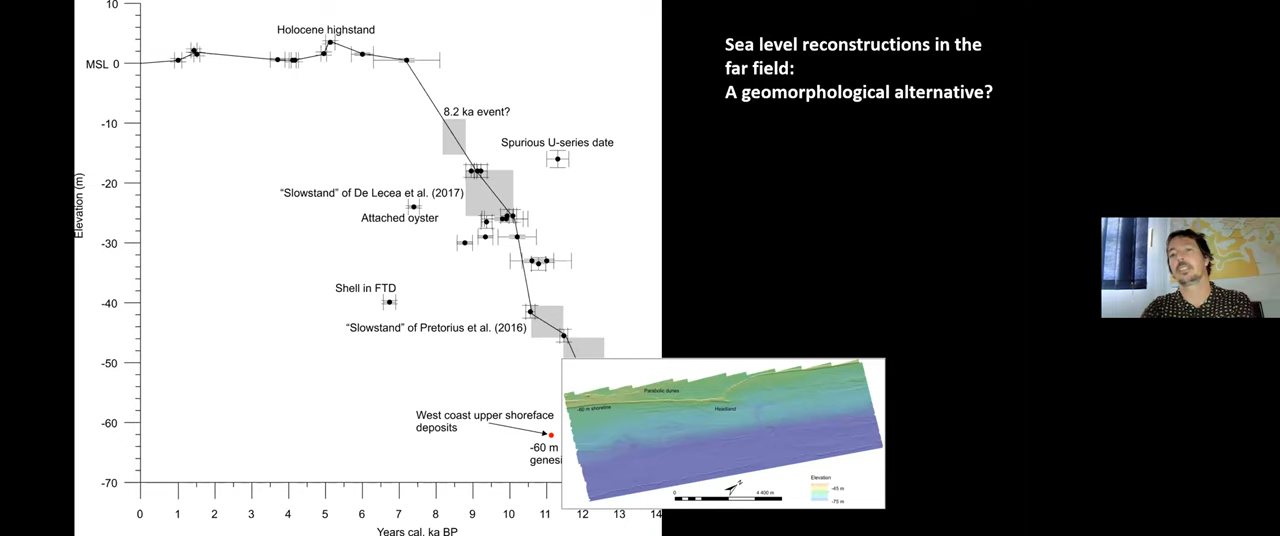 Sea level reconstructions in the
far field:
A geomorphological alternative?
10
Holocene highstand
MSL 0
8.2 ka event?
-10
Spurious U-series date
-20
“Slowstand” of De Lecea et al. (2017)
Attached oyster
-30
Shell in FTD
-40
“Slowstand” of Pretorius et al. (2016)
-50
West coast upper shoreface
deposits
-60
-60 m
genesi
-70
Elevation (m)
0 1 2 3 4 5 6 7 8 9 10 11 12 13 14
Years cal. ka BP
Parabolic dunes
-60 m shoreline
Headland
N
0 4 400 m
Elevation
-45 m
-75 m